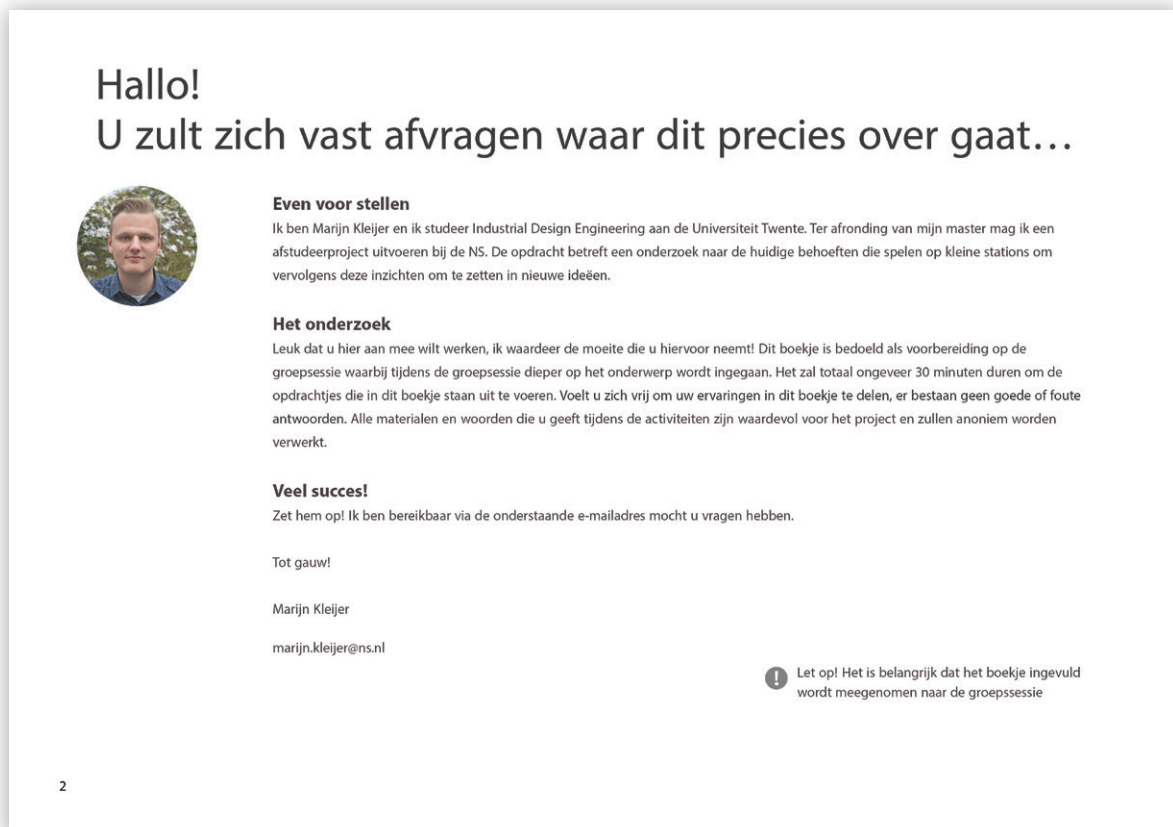 Hallo!
U zult zich vast afvragen waar dit precies over gaat…
Even voor stellen
Ik ben Marijn Kleijer en ik studeer Industrial Design Engineering aan de Universiteit Twente. Ter afronding van mijn master mag ik een
afstudeerproject uitvoeren bij de NS. De opdracht betreft een onderzoek naar de huidige behoeften die spelen op kleine stations om
vervolgens deze inzichten om te zetten in nieuwe ideëen.
Het onderzoek
Leuk dat u hier aan mee wilt werken, ik waardeer de moeite die u hiervoor neemt! Dit boekje is bedoeld als voorbereiding op de
groepsessie waarbij tijdens de groepsessie dieper op het onderwerp wordt ingegaan. Het zal totaal ongeveer 30 minuten duren om de
opdrachtjes die in dit boekje staan uit te voeren. Voelt u zich vrij om uw ervaringen in dit boekje te delen, er bestaan geen goede of foute
antwoorden. Alle materialen en woorden die u geeft tijdens de activiteiten zijn waardevol voor het project en zullen anoniem worden
verwerkt.
Veel succes!
Zet hem op! Ik ben bereikbaar via de onderstaande e-mailadres mocht u vragen hebben.
Tot gauw!
Marijn Kleijer
marijn.kleijer@ns.nl
! Let op! Het is belangrijk dat het boekje ingevuld
wordt meegenomen naar de groepssessie
2